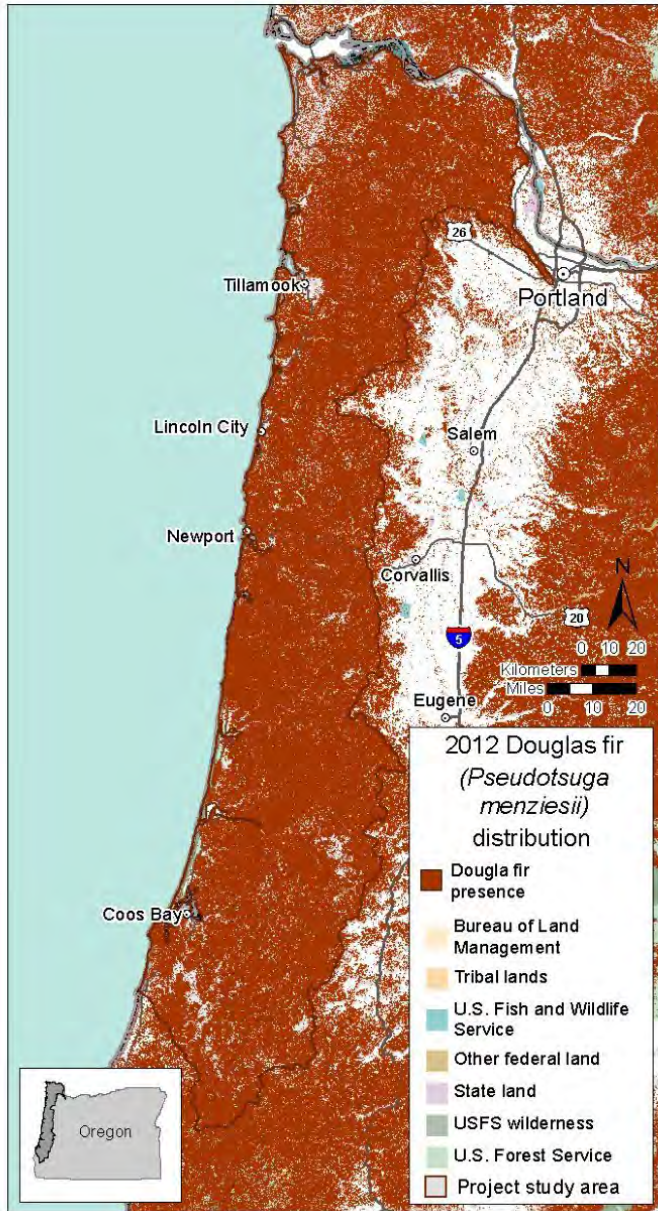 26
Tillamook
Portland
Lincoln City
Salem
Newport
Corvallis
N
20
5
0 10 20
Kilometers
Miles
0 10 20
Eugene
2012 Douglas fir
(Pseudotsuga
menziesii)
distribution
Dougla fir
presence
Bureau of Land
Management
Tribal lands
U.S. Fish and Wildlife
Service
Other federal land
State land
USFS wilderness
U.S. Forest Service
Project study area
Coos Bay
Oregon